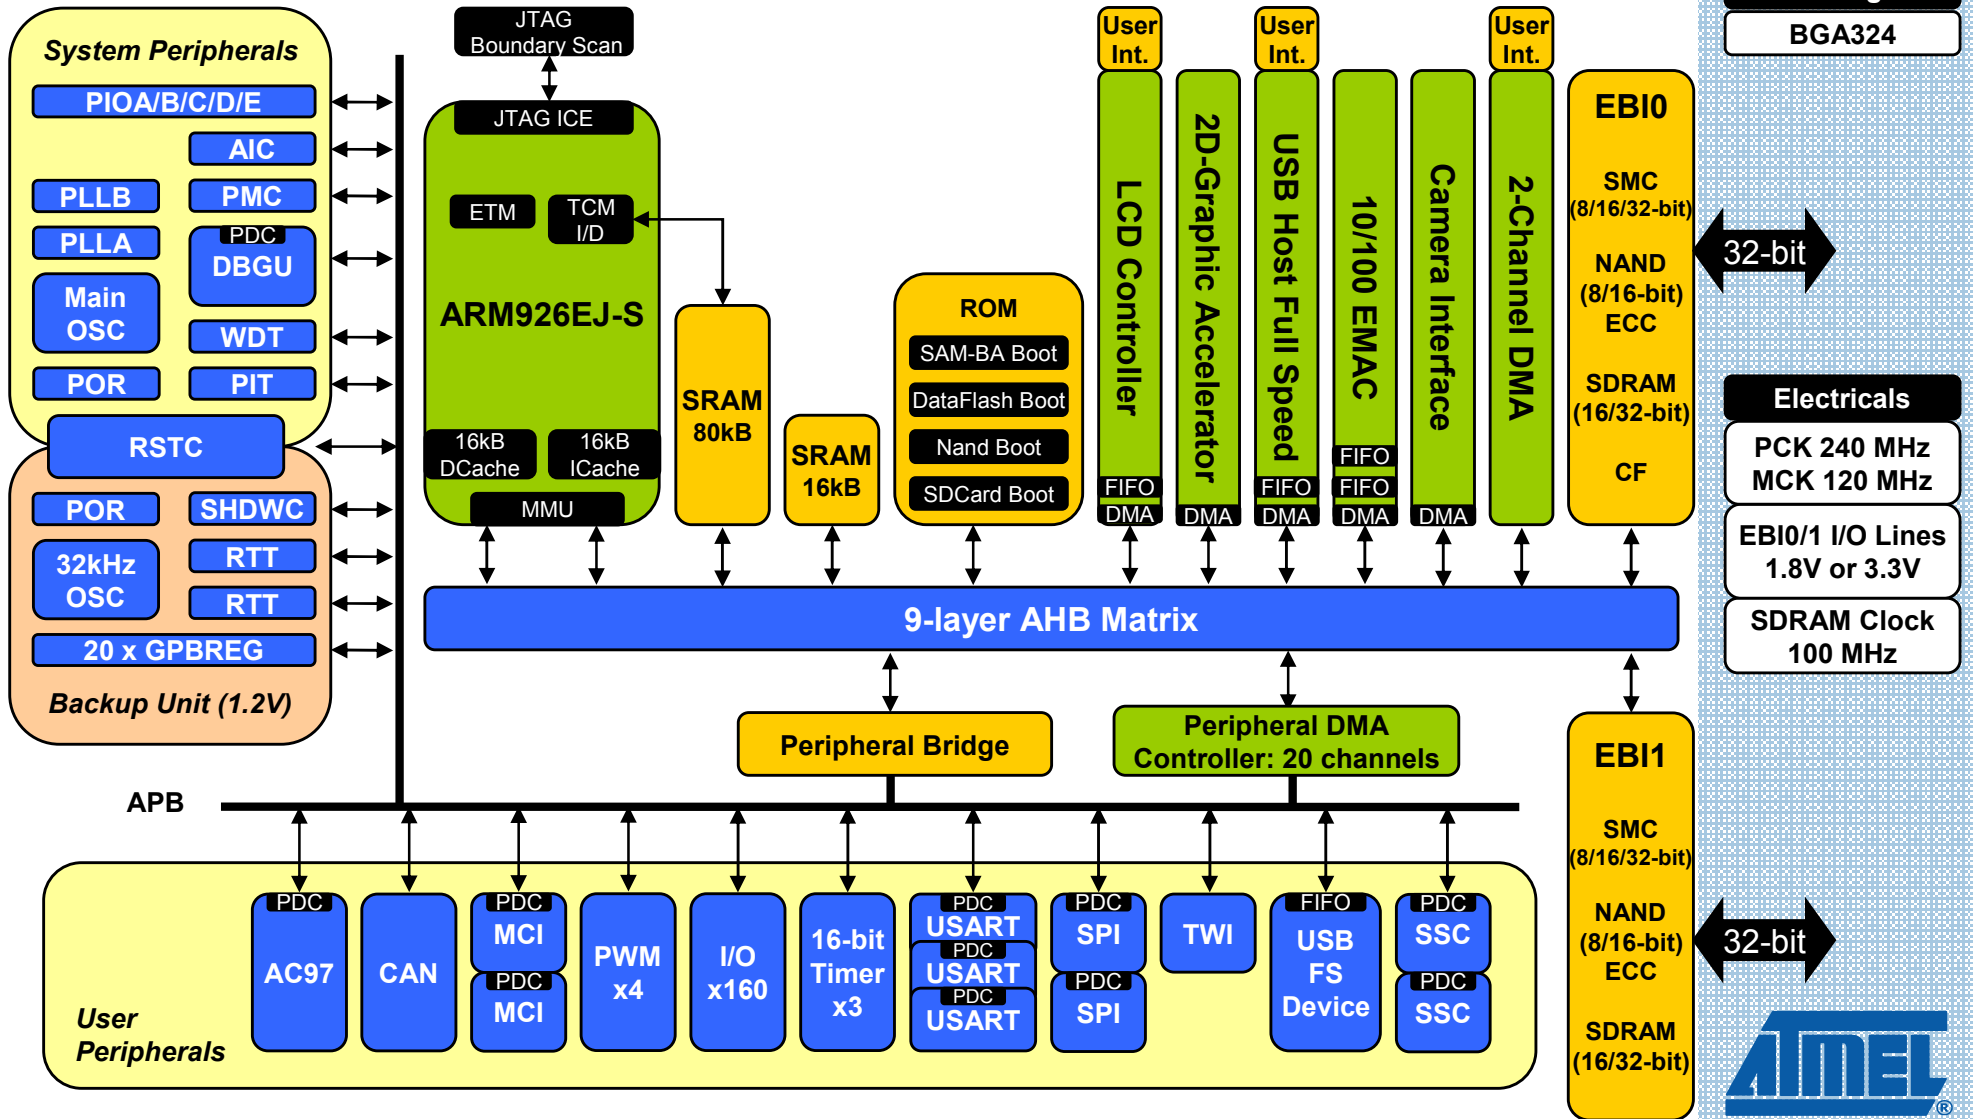 System Peripherals
PIOA/B/C/D/E
AIC
PLLB
PMC
PLLA
PDC
DBGU
Main
OSC
WDT
POR
PIT
RSTC
POR
SHDWC
32kHz
OSC
RTT
RTT
20 x GPBREG
Backup Unit (1.2V)
JTAG
Boundary Scan
JTAG ICE
ETM
TCM
I/D
ARM926EJ-S
16kB
DCache
16kB
ICache
MMU
SRAM
80kB
SRAM
16kB
ROM
SAM-BA Boot
DataFlash Boot
Nand Boot
SDCard Boot
User
Int.
LCD Controller
FIFO
DMA
2D-Graphic Accelerator
DMA
User
Int.
USB Host Full Speed
FIFO
DMA
10/100 EMAC
FIFO
FIFO
DMA
Camera Interface
DMA
User
Int.
2-Channel DMA
EBI0
SMC
(8/16/32-bit)
NAND
(8/16-bit)
ECC
SDRAM
(16/32-bit)
CF
32-bit
BGA324
Electricals
PCK 240 MHz
MCK 120 MHz
EBI0/1 I/O Lines
1.8V or 3.3V
SDRAM Clock
100 MHz
9-layer AHB Matrix
Peripheral Bridge
Peripheral DMA
Controller: 20 channels
APB
EBI1
SMC
(8/16/32-bit)
NAND
(8/16-bit)
ECC
SDRAM
(16/32-bit)
32-bit
User
Peripherals
PDC
AC97
CAN
PDC
MCI
PDC
MCI
PWM
x4
I/O
x160
16-bit
Timer
x3
PDC
USART
PDC
USART
PDC
USART
PDC
SPI
PDC
SPI
TWI
FIFO
USB
FS
Device
PDC
SSC
PDC
SSC
ATMEL
®